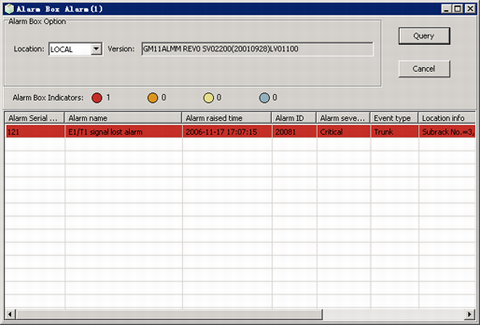 Alarm Box Alarm(1)
Alarm Box Option
Location: LOCAL Version: GM11ALMM REV0 SV02200(20010928)LV01100
Query
Cancel
Alarm Box Indicators: 1 0 0 0
Alarm Serial ... Alarm name Alarm raised time Alarm ID Alarm seve... Event type Location info
121 E1/T1 signal lost alarm 2006-11-17 17:07:15 20081 Critical Trunk Subrack No.=3,